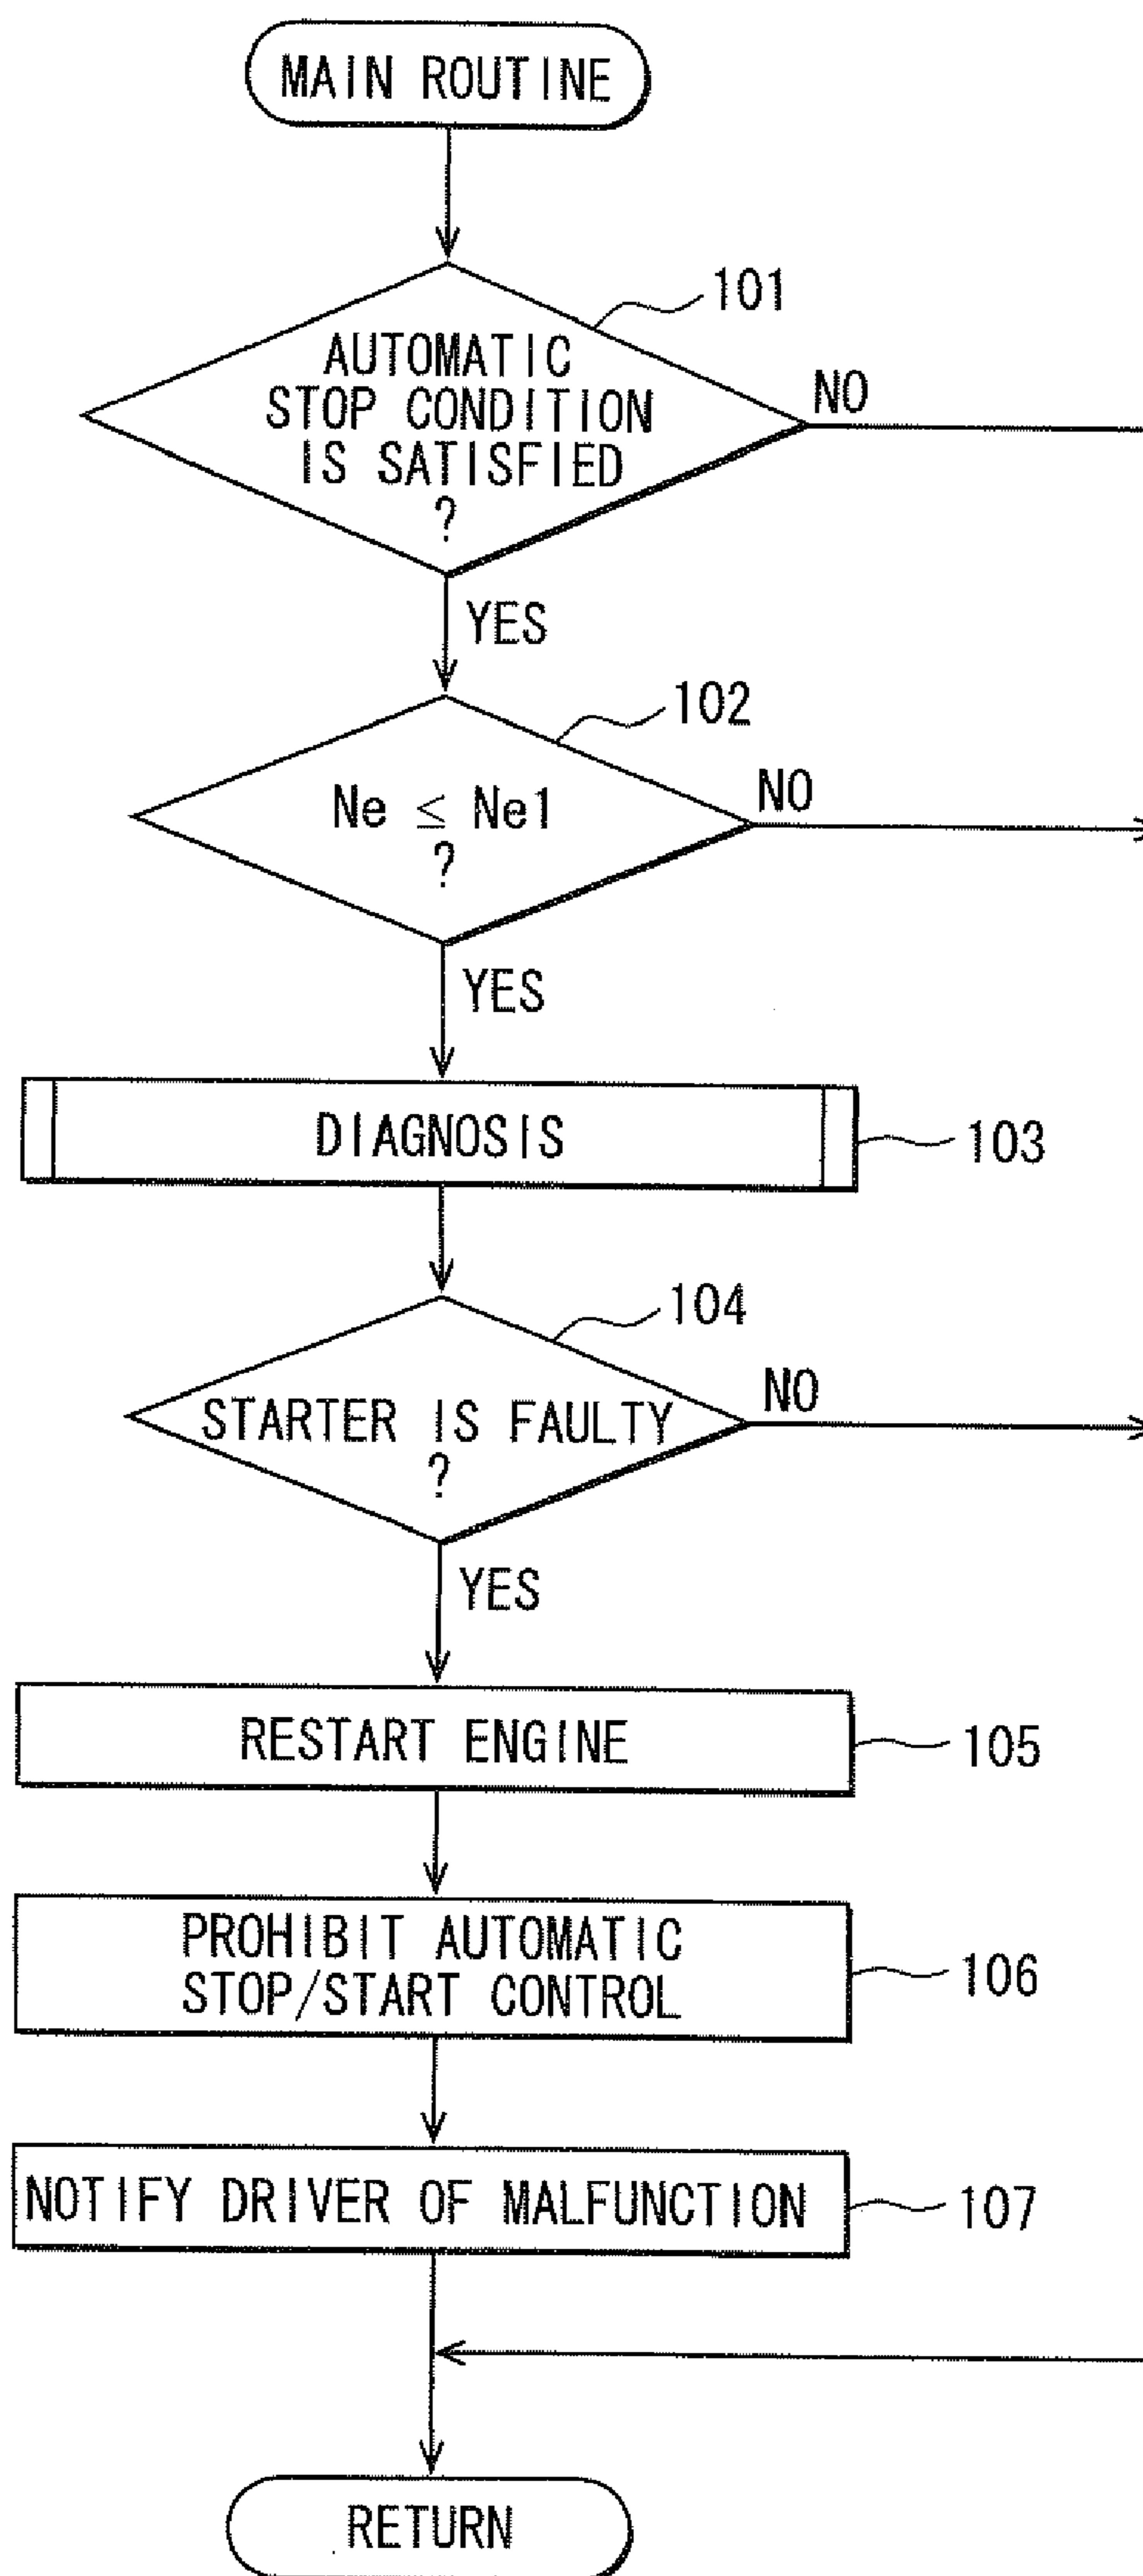 MAIN ROUTINE
101
AUTOMATIC
STOP CONDITION
IS SATISFIED
?
NO
YES
102
Ne ≤ Ne1
?
NO
YES
DIAGNOSIS
103
104
STARTER IS FAULTY
?
NO
YES
RESTART ENGINE
105
PROHIBIT AUTOMATIC
STOP/START CONTROL
106
NOTIFY DRIVER OF MALFUNCTION
107
RETURN